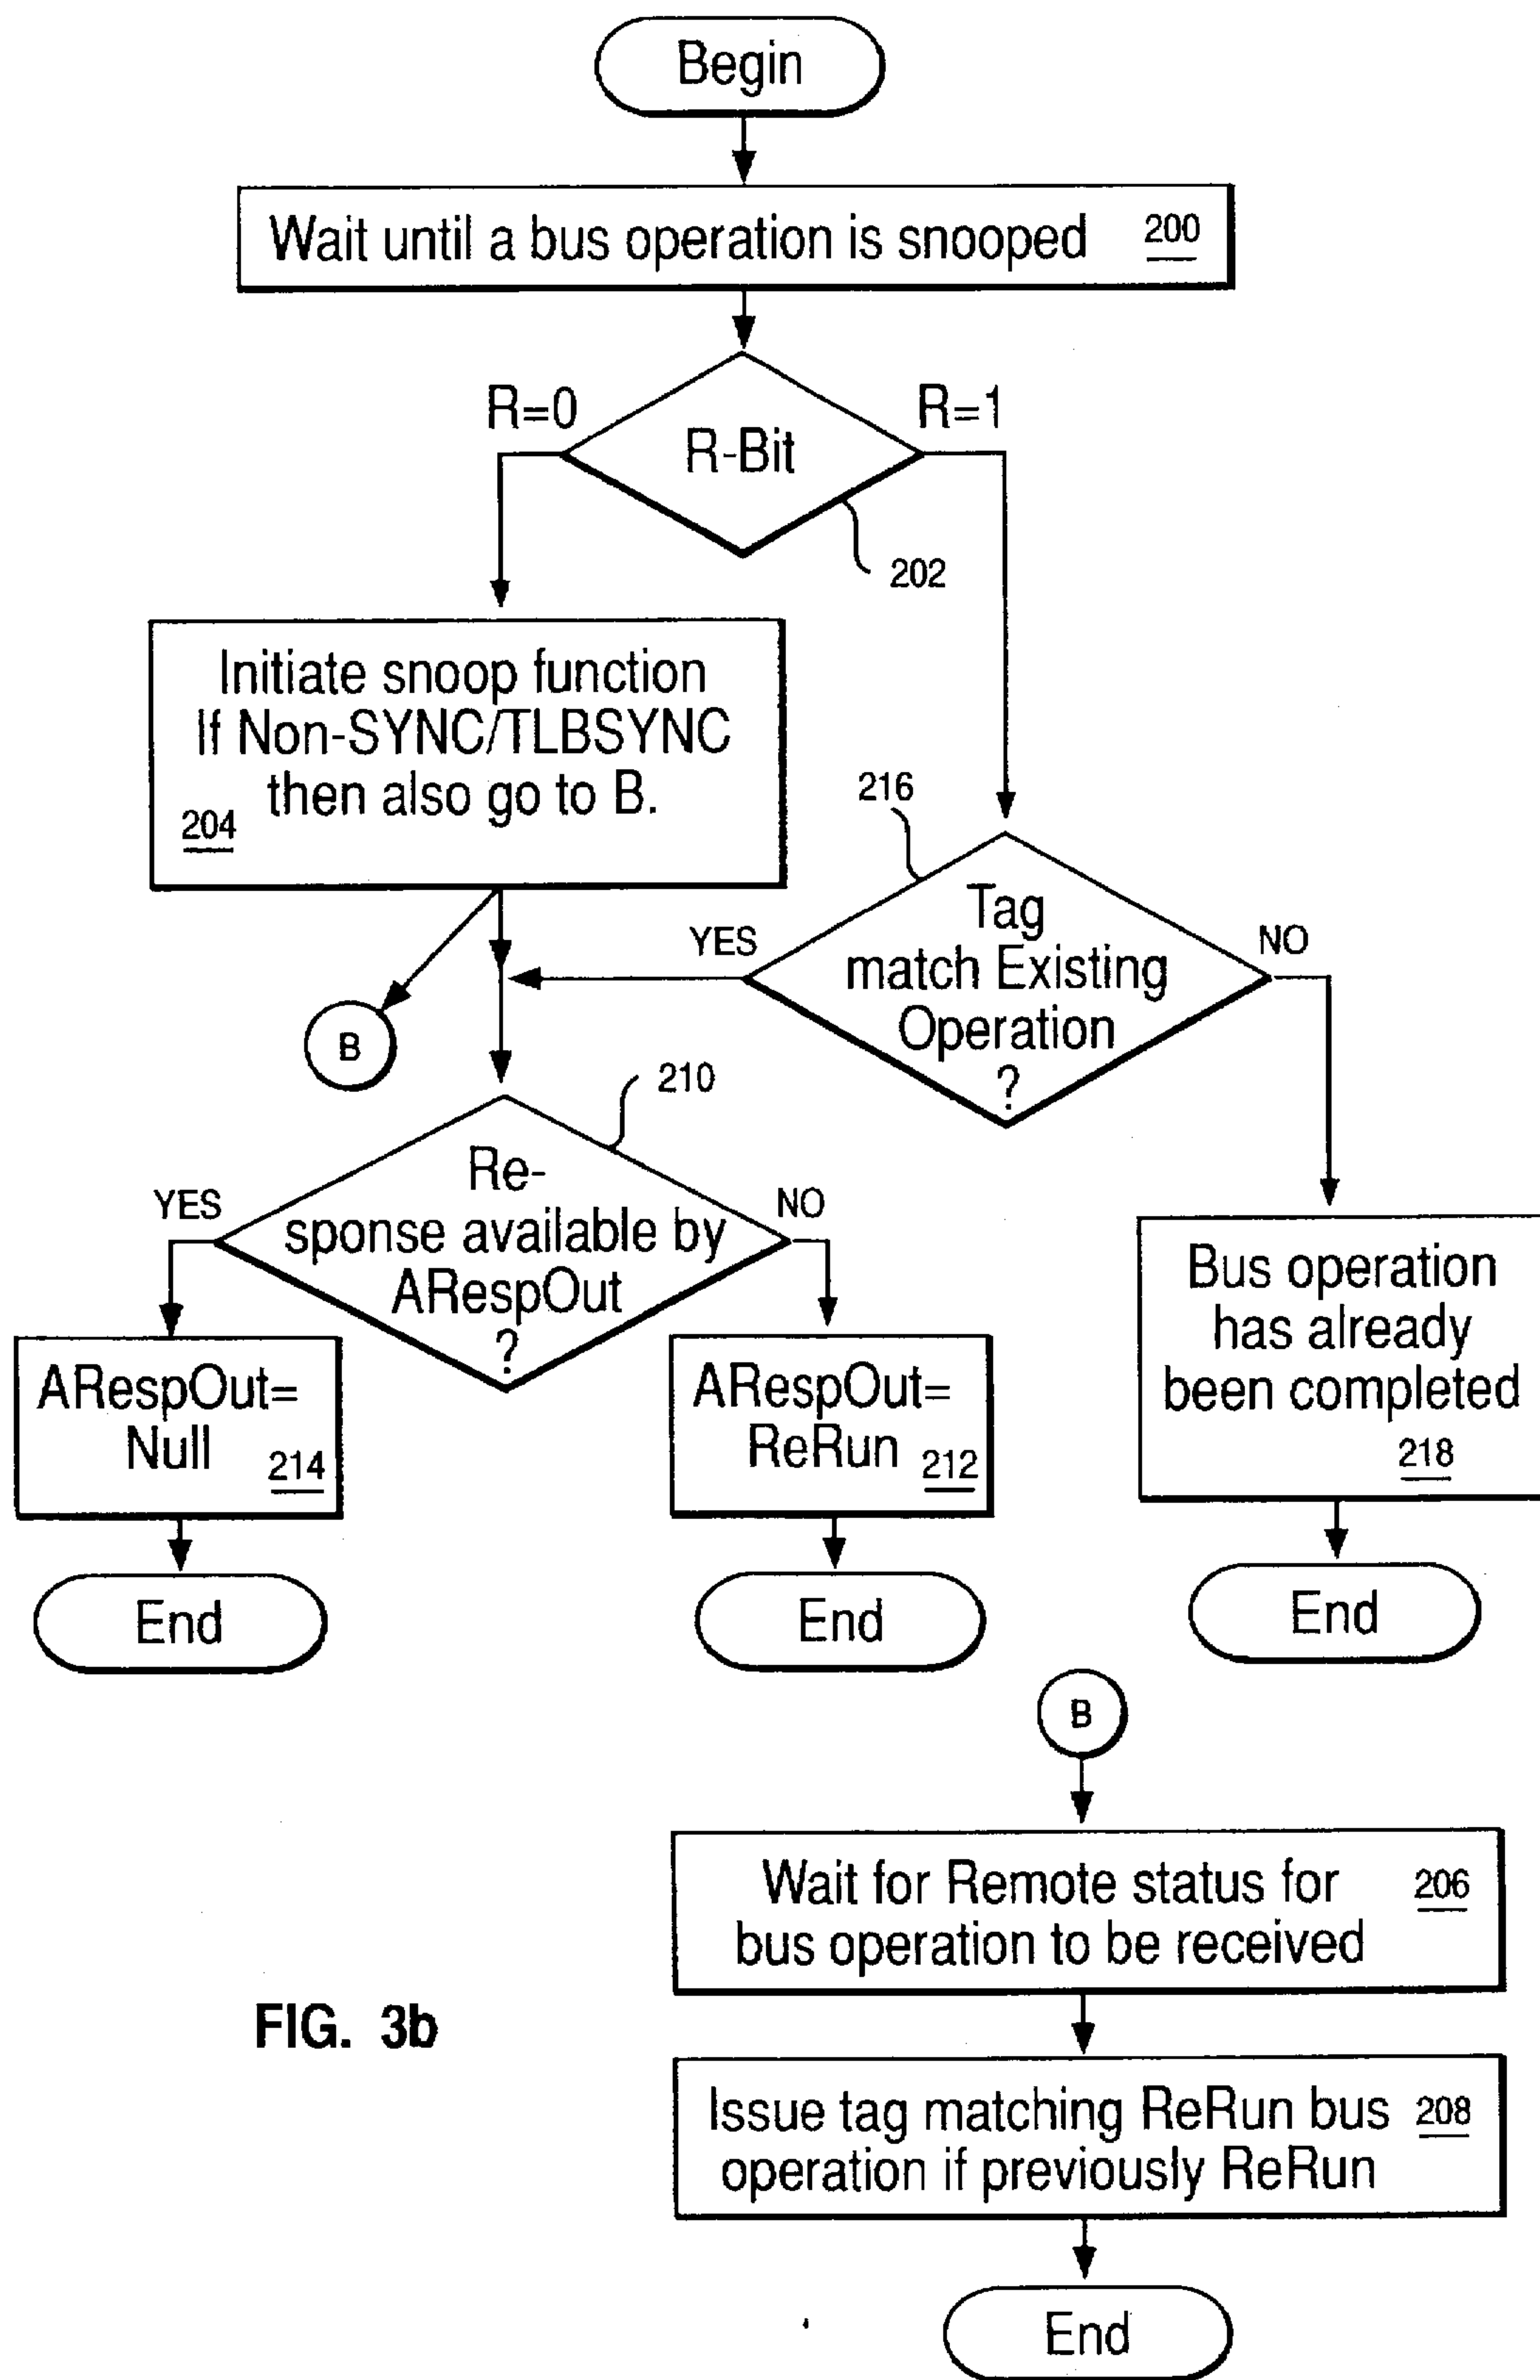 Begin
Wait until a bus operation is snooped 200
R=0
R=1
R-Bit
202
Initiate snoop function
If Non-SYNC/TLBSYNC
then also go to B.
204
216
Tag
match Existing
Operation
?
YES
NO
B
210
Re-
sponse available by
ARespOut
?
YES
NO
ARespOut=
Null 214
ARespOut=
ReRun 212
Bus operation
has already
been completed
218
End
End
End
B
Wait for Remote status for 206
bus operation to be received
FIG. 3b
Issue tag matching ReRun bus 208
operation if previously ReRun
End